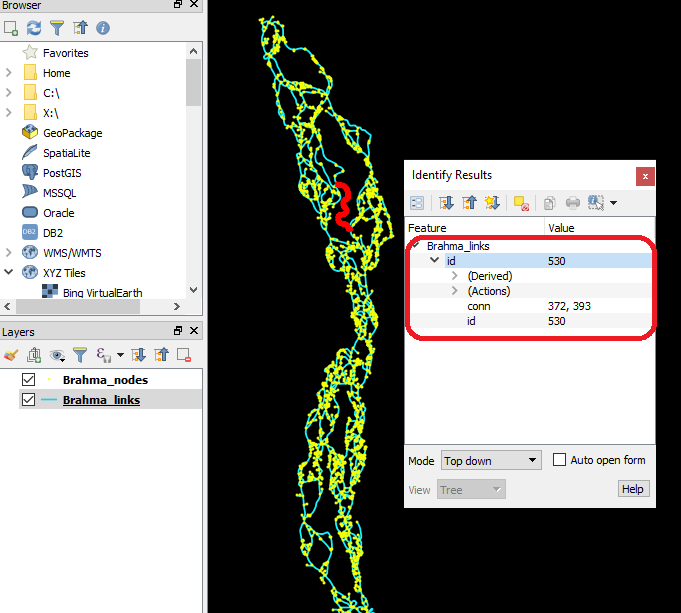 Browser
Favorites
Home
C:\
X:\
GeoPackage
SpatiaLite
PostGIS
MSSQL
Oracle
DB2
DB2
WMS/WMTS
XYZ Tiles
Bing VirtualEarth
Layers
Brahma_nodes
Brahma_links
Identify Results
x
Feature Value
Brahma_links
id 530
(Derived)
(Actions)
conn 372, 393
id 530
Mode Top down Auto open form
View Tree Help